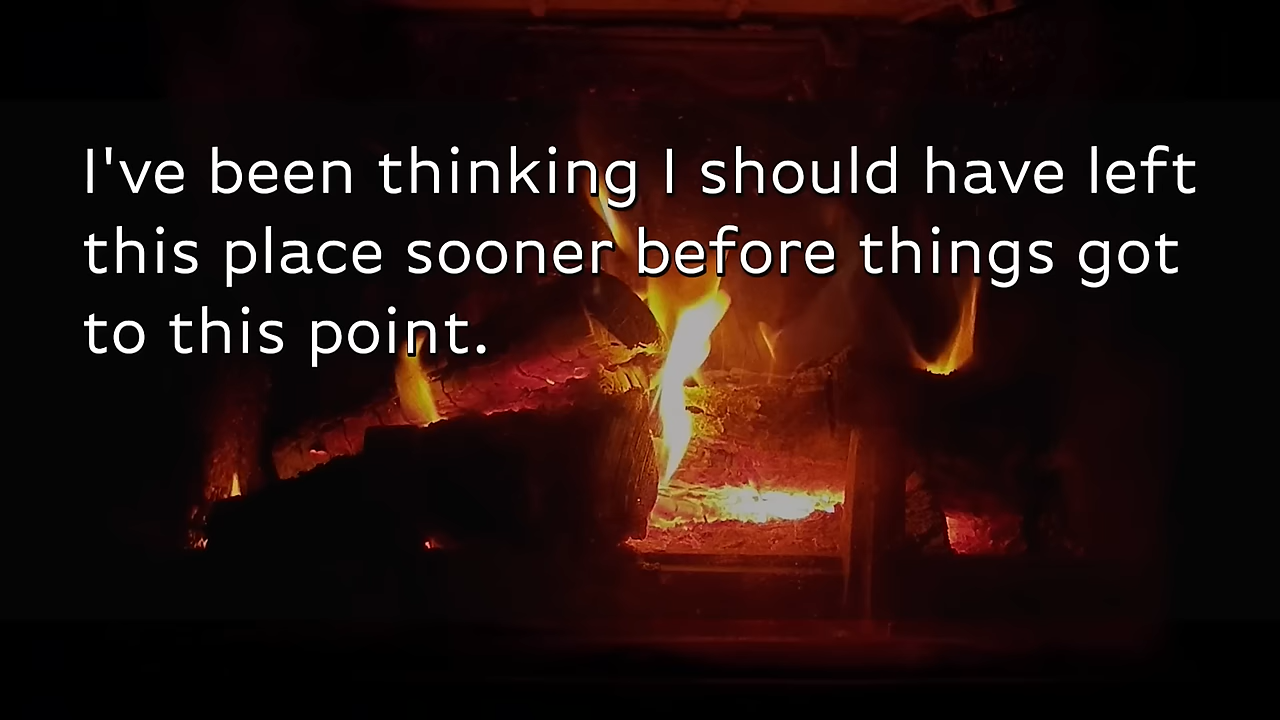 I've been thinking I should have left
this place sooner before things got
to this point.